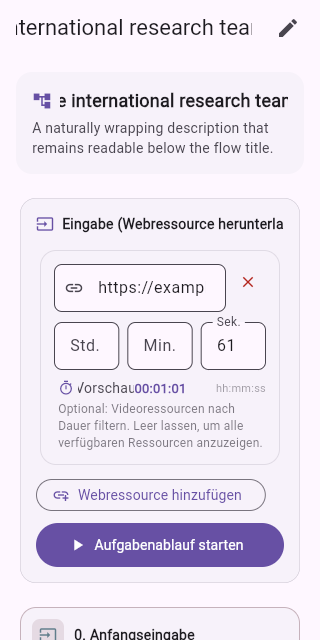 nternational research tea
e international research tear
A naturally wrapping description that
remains readable below the flow title.
Eingabe (Webressource herunterla
https://examp
Std.
Min.
Sek.
61
Vorschau 00:01:01 hh:mm:ss
Optional: Videoressourcen nach
Dauer filtern. Leer lassen, um alle
verfügbaren Ressourcen anzuzeigen.
Webressource hinzufügen
Aufgabenablauf starten
0. Anfangseingabe